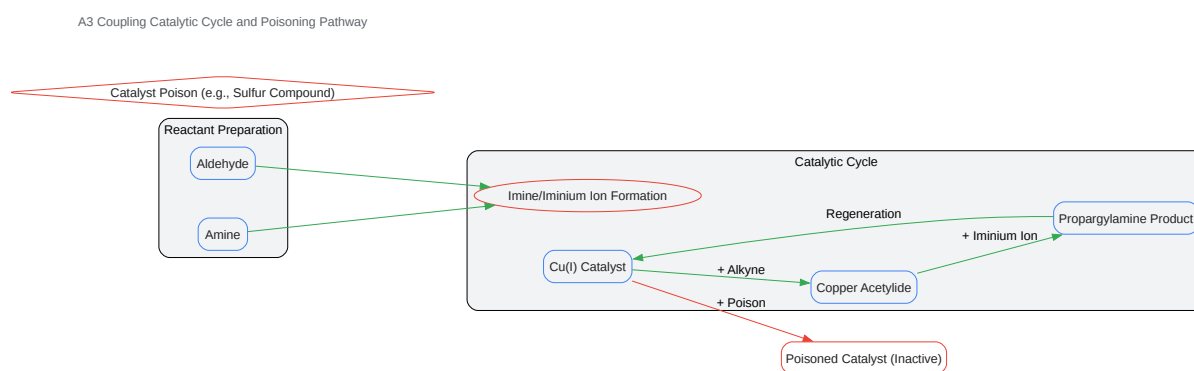 A3 Coupling Catalytic Cycle and Poisoning Pathway
Catalyst Poison (e.g., Sulfur Compound)
Reactant Preparation
Aldehyde
Amine
Catalytic Cycle
Imine/Iminium Ion Formation
Regeneration
Propargylamine Product
+ Iminium Ion
Cu(I) Catalyst
+ Alkyne
Copper Acetylide
+ Poison
Poisoned Catalyst (Inactive)